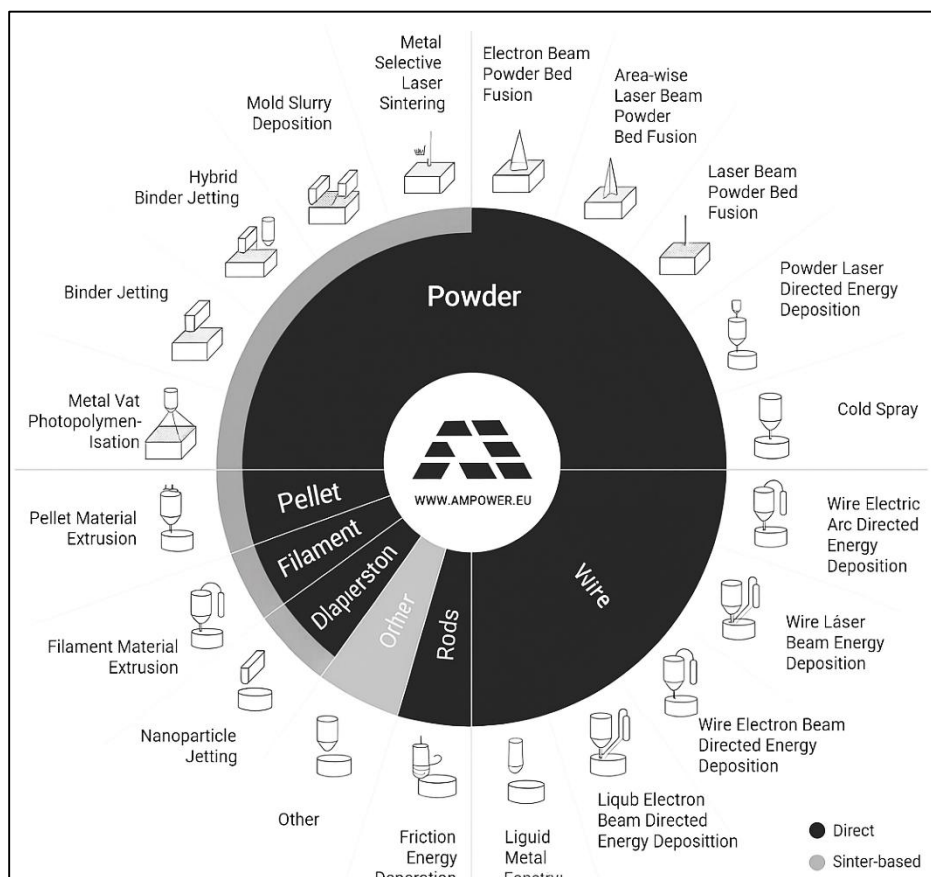 Metal
Selective
Laser
Sintering
Electron Beam
Powder Bed
Fusion
Area-wise
Laser Beam
Powder
Bed Fusion
Laser Beam
Powder Bed
Fusion
Powder Laser
Directed Energy
Deposition
Cold Spray
Wire Electric
Arc Directed
Energy
Deposition
Wire Láser
Beam Energy
Deposition
Wire Electron Beam
Directed Energy
Deposition
Liqub Electron
Beam Directed
Energy Deposittion
Liguid
Metal
Friction
Energy
Other
Nanoparticle
Jetting
Filament Material
Extrusion
Pellet Material
Extrusion
Metal Vat
Photopolymen-
Isation
Binder Jetting
Hybrid
Binder Jetting
Mold Slurry
Deposition
Powder
WWW.AMPOWER.EU
Pellet
Filament
Dlapıerston
Orher
Rods
Wire
Direct
Sinter-based